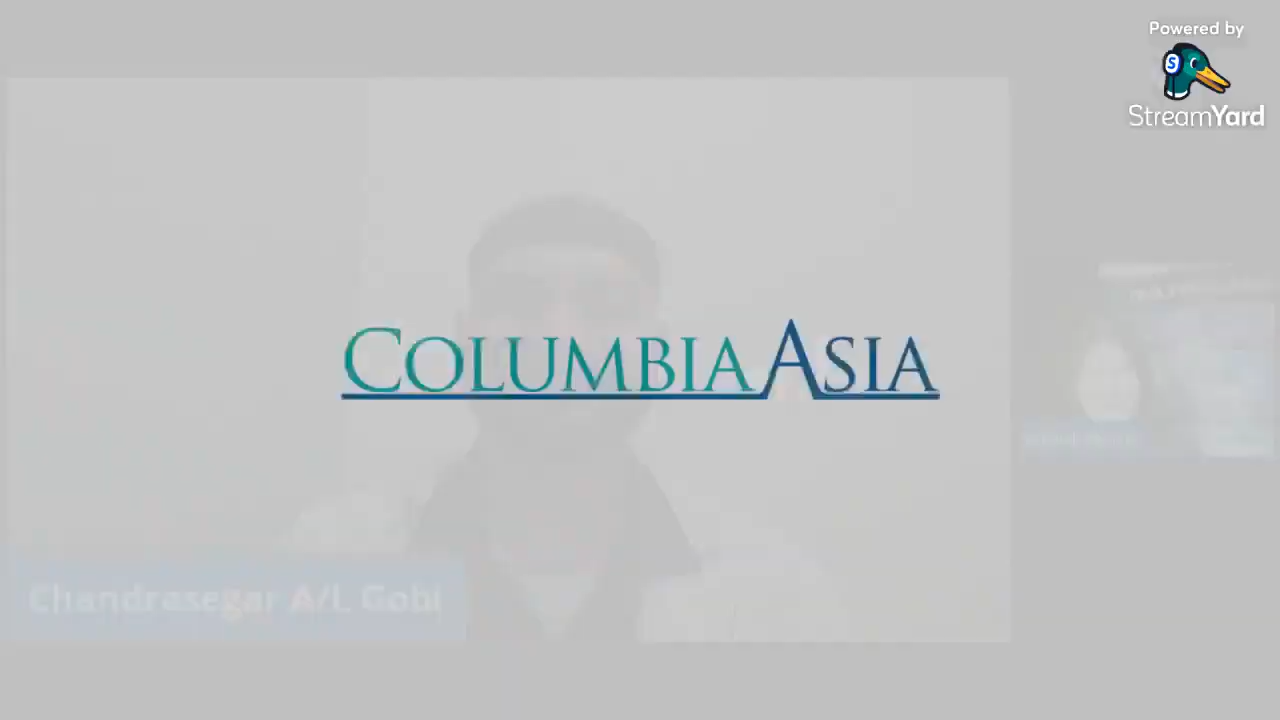 Powered by
S
StreamYard
COLUMBIA ASIA
Chandrasegar A/L Gobi